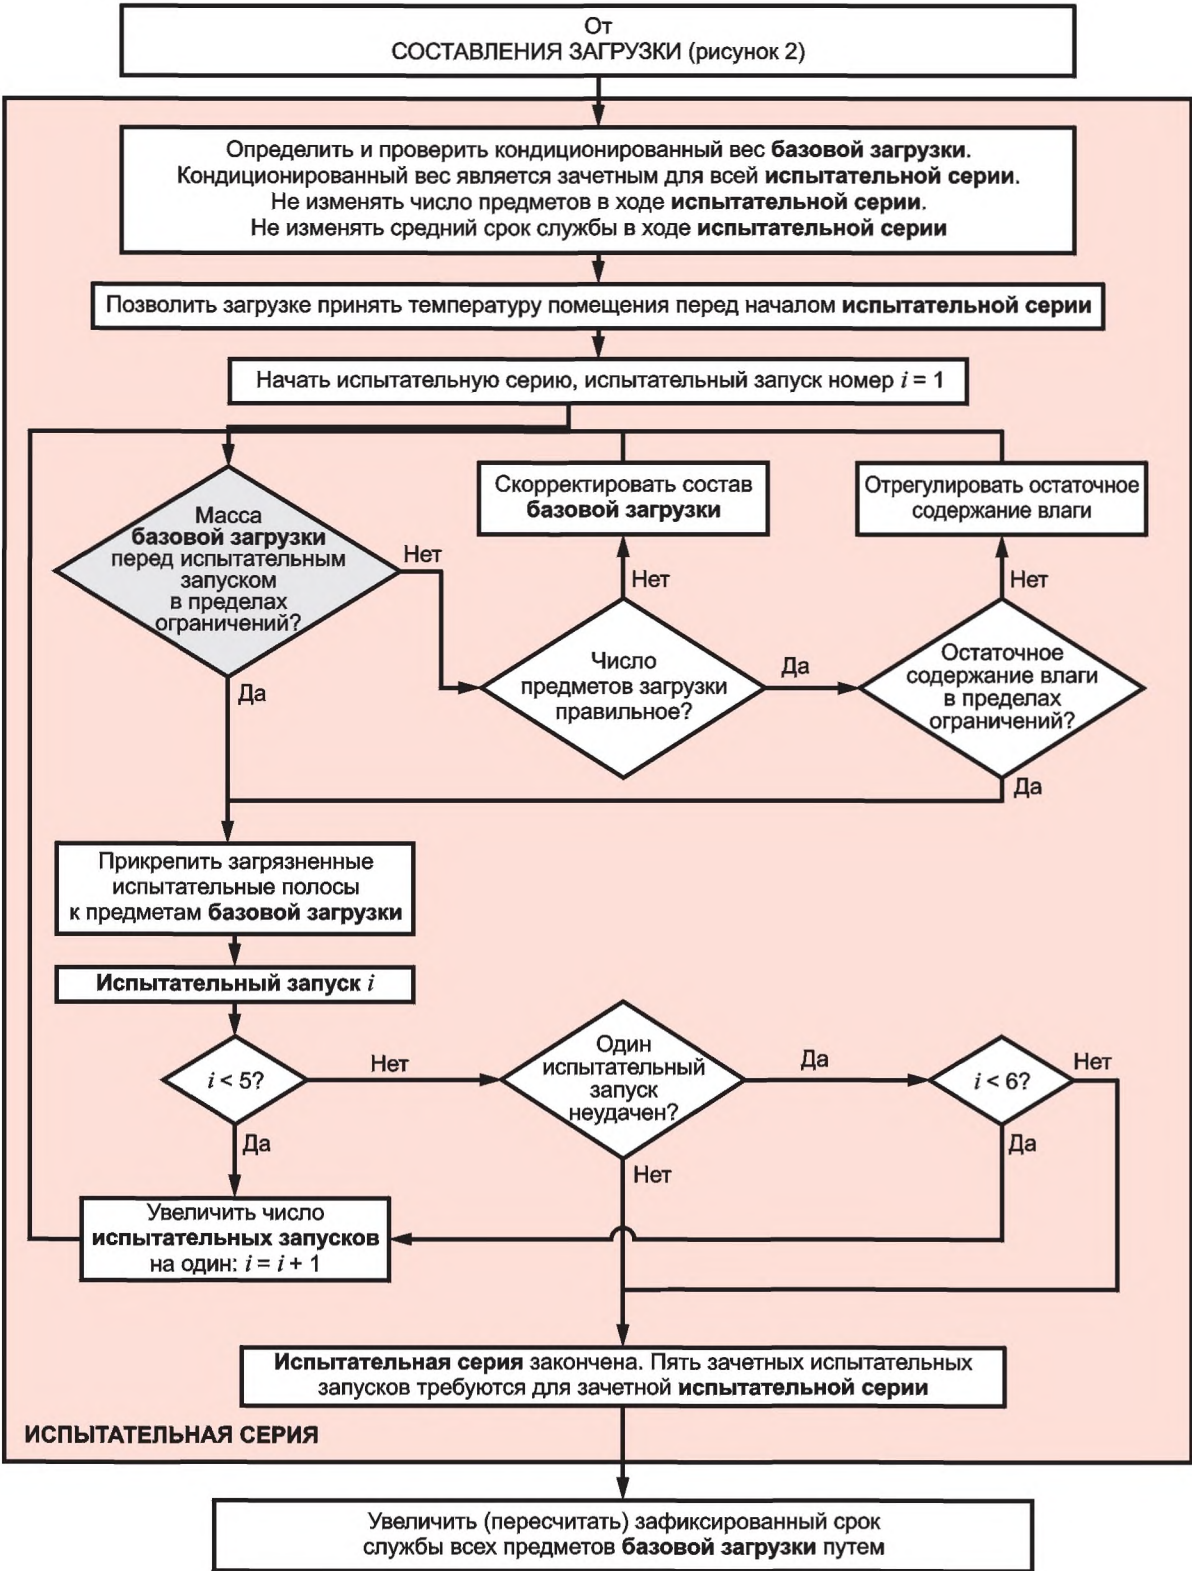 От
СОСТАВЛЕНИЯ ЗАГРУЗКИ (рисунок 2)
Определить и проверить кондиционированный вес базовой загрузки.
Кондиционированный вес является зачетным для всей испытательной серии.
Не изменять число предметов в ходе испытательной серии.
Не изменять средний срок службы в ходе испытательной серии
Позволить загрузке принять температуру помещения перед началом испытательной серии
Начать испытательную серию, испытательный запуск номер i = 1
Масса
базовой загрузки
перед испытательным
запуском
в пределах
ограничений?
Нет
Да
Скорректировать состав
базовой загрузки
Нет
Число
предметов загрузки
правильное?
Да
Отрегулировать остаточное
содержание влаги
Нет
Остаточное
содержание влаги
в пределах
ограничений?
Да
Прикрепить загрязненные
испытательные полосы
к предметам базовой загрузки
Испытательный запуск i
i < 5?
Нет
Да
Один
испытательный
запуск
неудачен?
Да
Нет
i < 6?
Нет
Да
Увеличить число
испытательных запусков
на один: i = i + 1
Испытательная серия закончена. Пять зачетных испытательных
запусков требуются для зачетной испытательной серии
ИСПЫТАТЕЛЬНАЯ СЕРИЯ
Увеличить (пересчитать) зафиксированный срок
службы всех предметов базовой загрузки путем